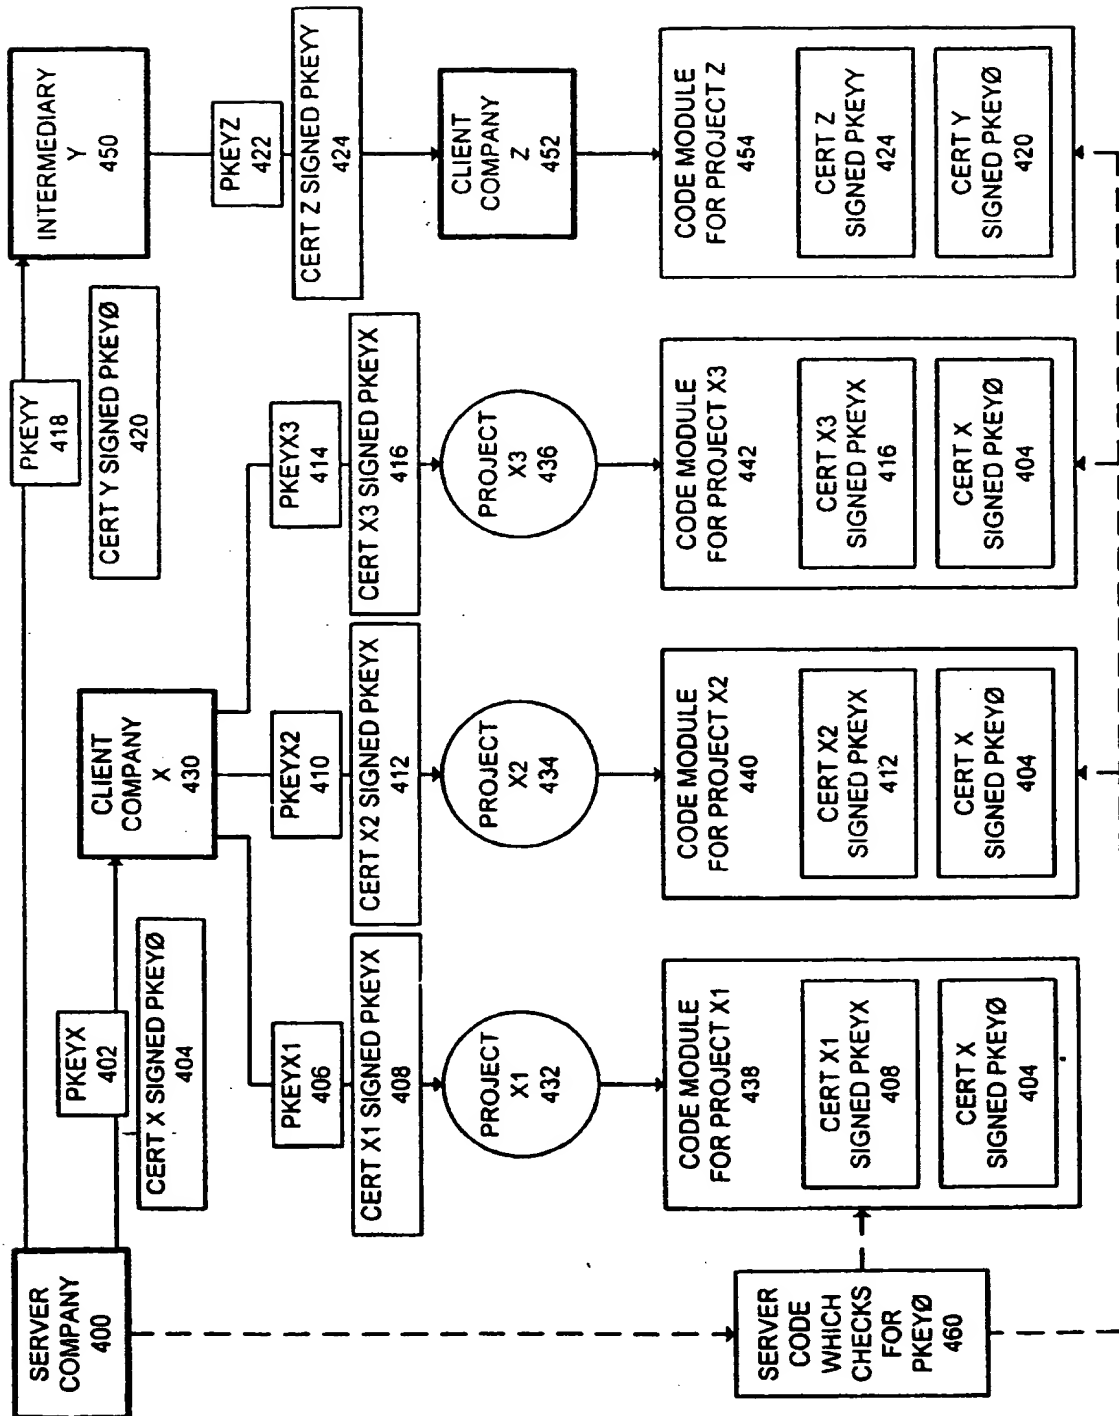 SERVER
COMPANY
400
PKEYX
402
CERT X SIGNED PKEYØ
404
CLIENT
COMPANY
X
430
PKEYY
418
CERT Y SIGNED PKEYØ
420
INTERMEDIARY
Y
450
PKEYX1
406
CERT X1 SIGNED PKEYX
408
PKEYX2
410
CERT X2 SIGNED PKEYX
412
PKEYX3
414
CERT X3 SIGNED PKEYX
416
PKEYZ
422
CERT Z SIGNED PKEYY
424
PROJECT
X1
432
PROJECT
X2
434
PROJECT
X3
436
CLIENT
COMPANY
Z
452
SERVER
CODE
WHICH
CHECKS
FOR
PKEYØ
460
CODE MODULE
FOR PROJECT X1
438
CERT X1
SIGNED PKEYX
408
CERT X
SIGNED PKEYØ
404
CODE MODULE
FOR PROJECT X2
440
CERT X2
SIGNED PKEYX
412
CERT X
SIGNED PKEYØ
404
CODE MODULE
FOR PROJECT X3
442
CERT X3
SIGNED PKEYX
416
CERT X
SIGNED PKEYØ
404
CODE MODULE
FOR PROJECT Z
454
CERT Z
SIGNED PKEYY
424
CERT Y
SIGNED PKEYØ
420